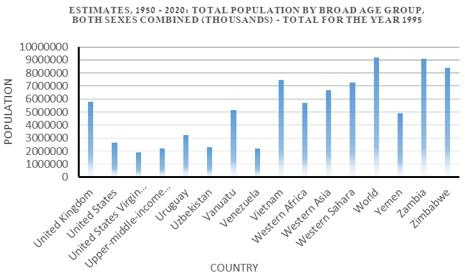 ESTIMATES, 1950 - 2020: TOTAL POPULATION BY BROAD AGE GROUP,
BOTH SEXES COMBINED (THOUSANDS) - TOTAL FOR THE YEAR 1995
POPULATION
10000000
9000000
8000000
7000000
6000000
5000000
4000000
3000000
2000000
1000000
0
United Kingdom
United States
United States Virgin...
Upper-middle-income...
Uruguay
Uzbekistan
Vanuatu
Venezuela
Vietnam
Western Africa
Western Asia
Western Sahara
World
Yemen
Zambia
Zimbabwe
COUNTRY